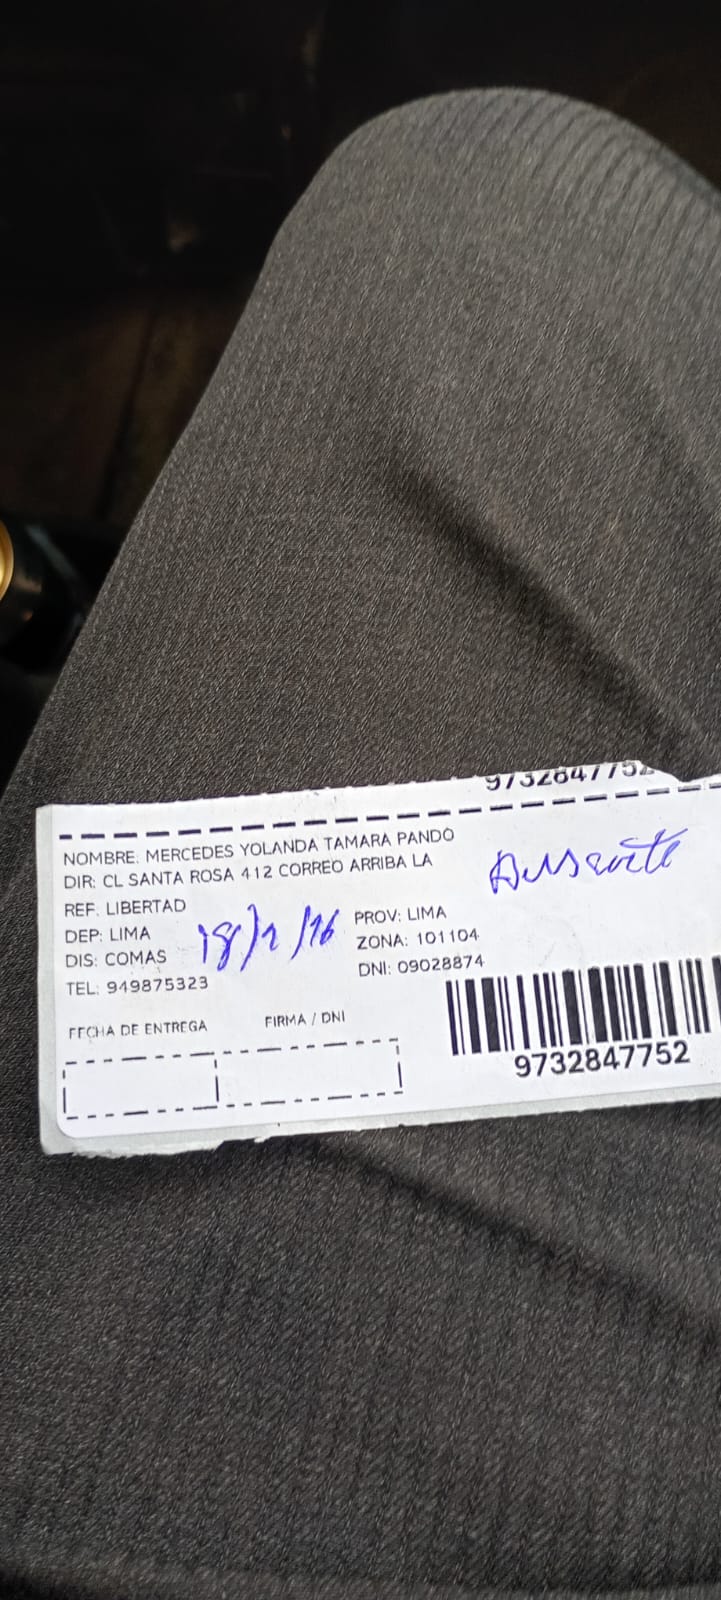 9732847752
NOMBRE: MERCEDES YOLANDA TAMARA PANDO
DIR: CL SANTA ROSA 412 CORREO ARRIBA LA
REF: LIBERTAD
DEP: LIMA
PROV: LIMA
DIS: COMAS
ZONA: 101104
TEL: 949875323
DNI: 09028874
FECHA DE ENTREGA
FIRMA / DNI
9732847752